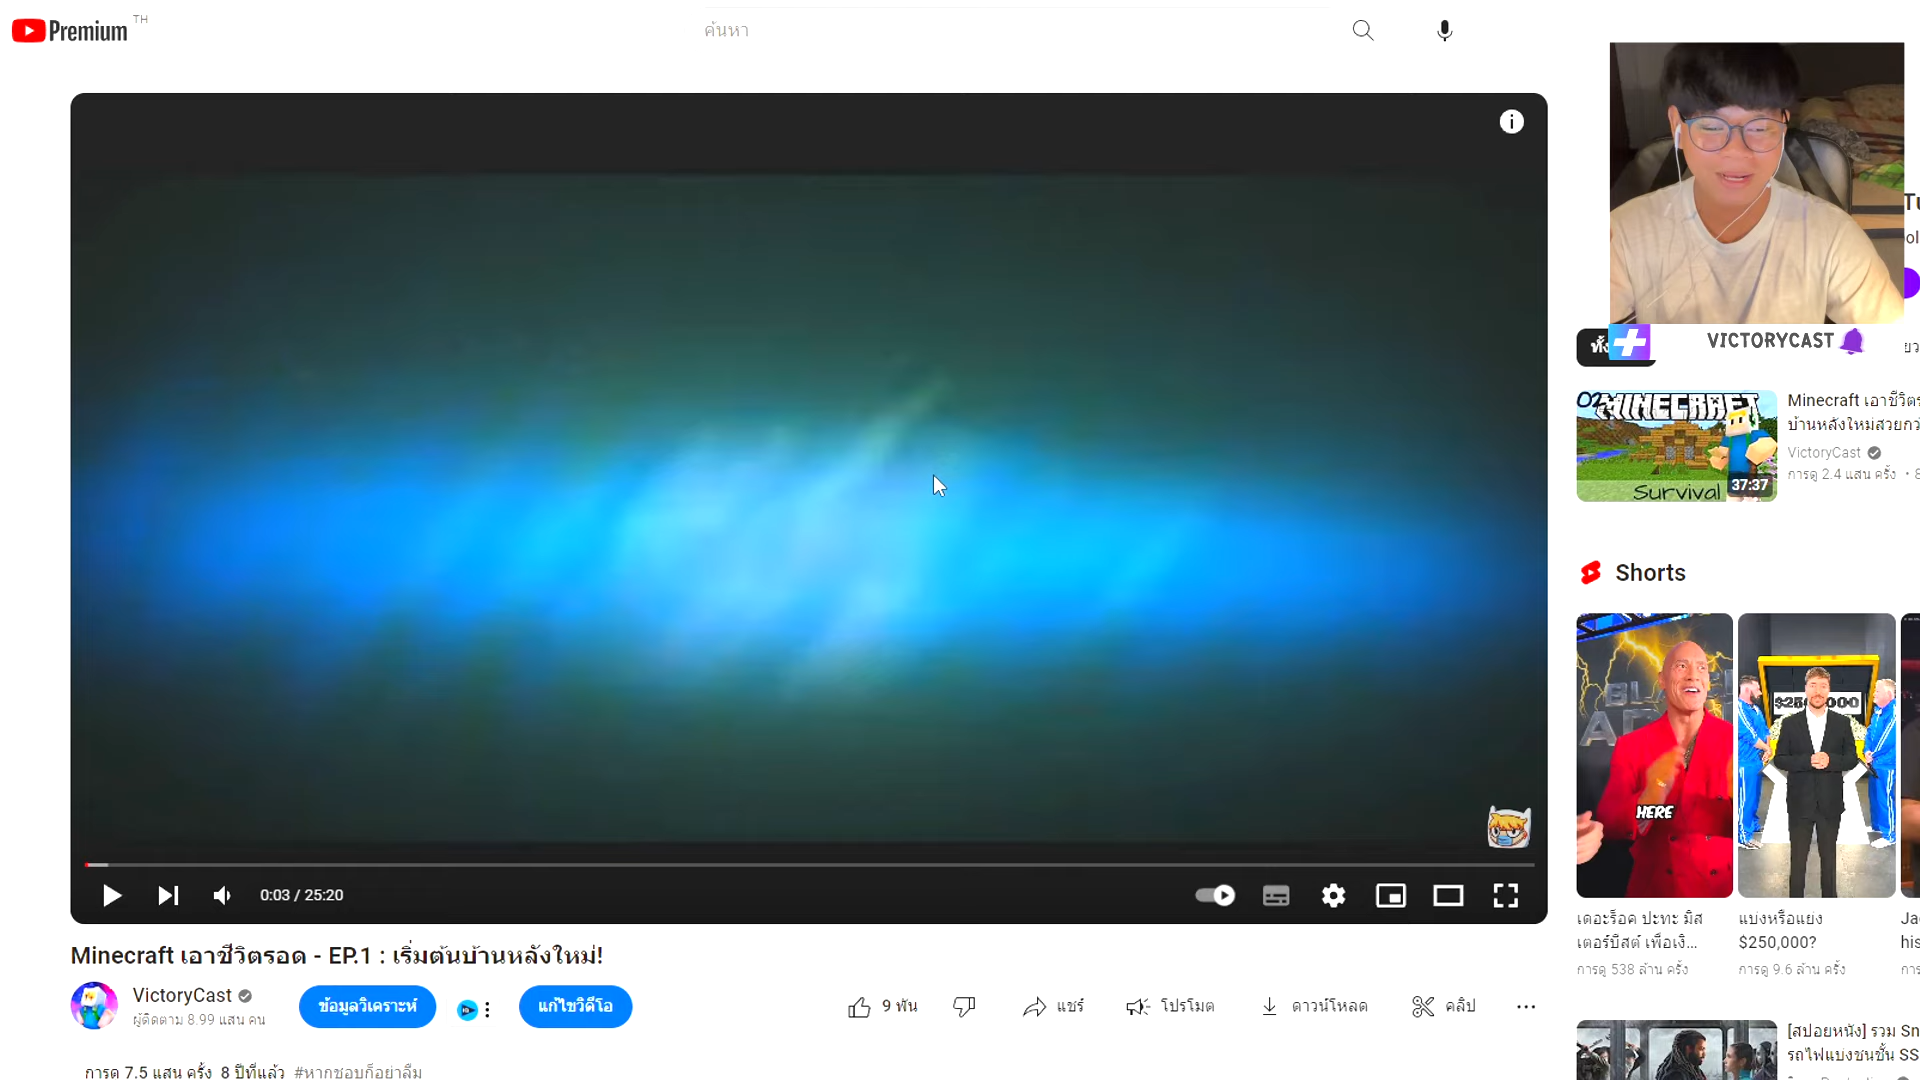 Premium TH
ค้นหา
VICTORYCAST
MINECRAFT
Survival
37:37
Minecraft
บ้านหลังใหม่สวยกว่
VictoryCast
การดู 2.4 แสน ครั้ง
Shorts
HERE
เดอะร็อค ปะทะ มิส
เตอร์บีสต์ เพื่อเงิ...
การดู 538 ล้าน ครั้ง
แบ่งหรือแย่ง
$250,000?
การดู 9.6 ล้าน ครั้ง
[สปอยหนัง] รวม Sn
รถไฟแบ่งชนชั้น SS
0:03 / 25:20
Minecraft เอาชีวิตรอด - EP.1 : เริ่มต้นบ้านหลังใหม่!
VictoryCast
ผู้ติดตาม 8.99 แสน คน
ข้อมูลวิเคราะห์
แก้ไขวิดีโอ
9 พัน
แชร์
โปรโมต
ดาวน์โหลด
คลิป
การดู 7.5 แสน ครั้ง 8 ปีที่แล้ว #หากชอบก็อย่าลืม